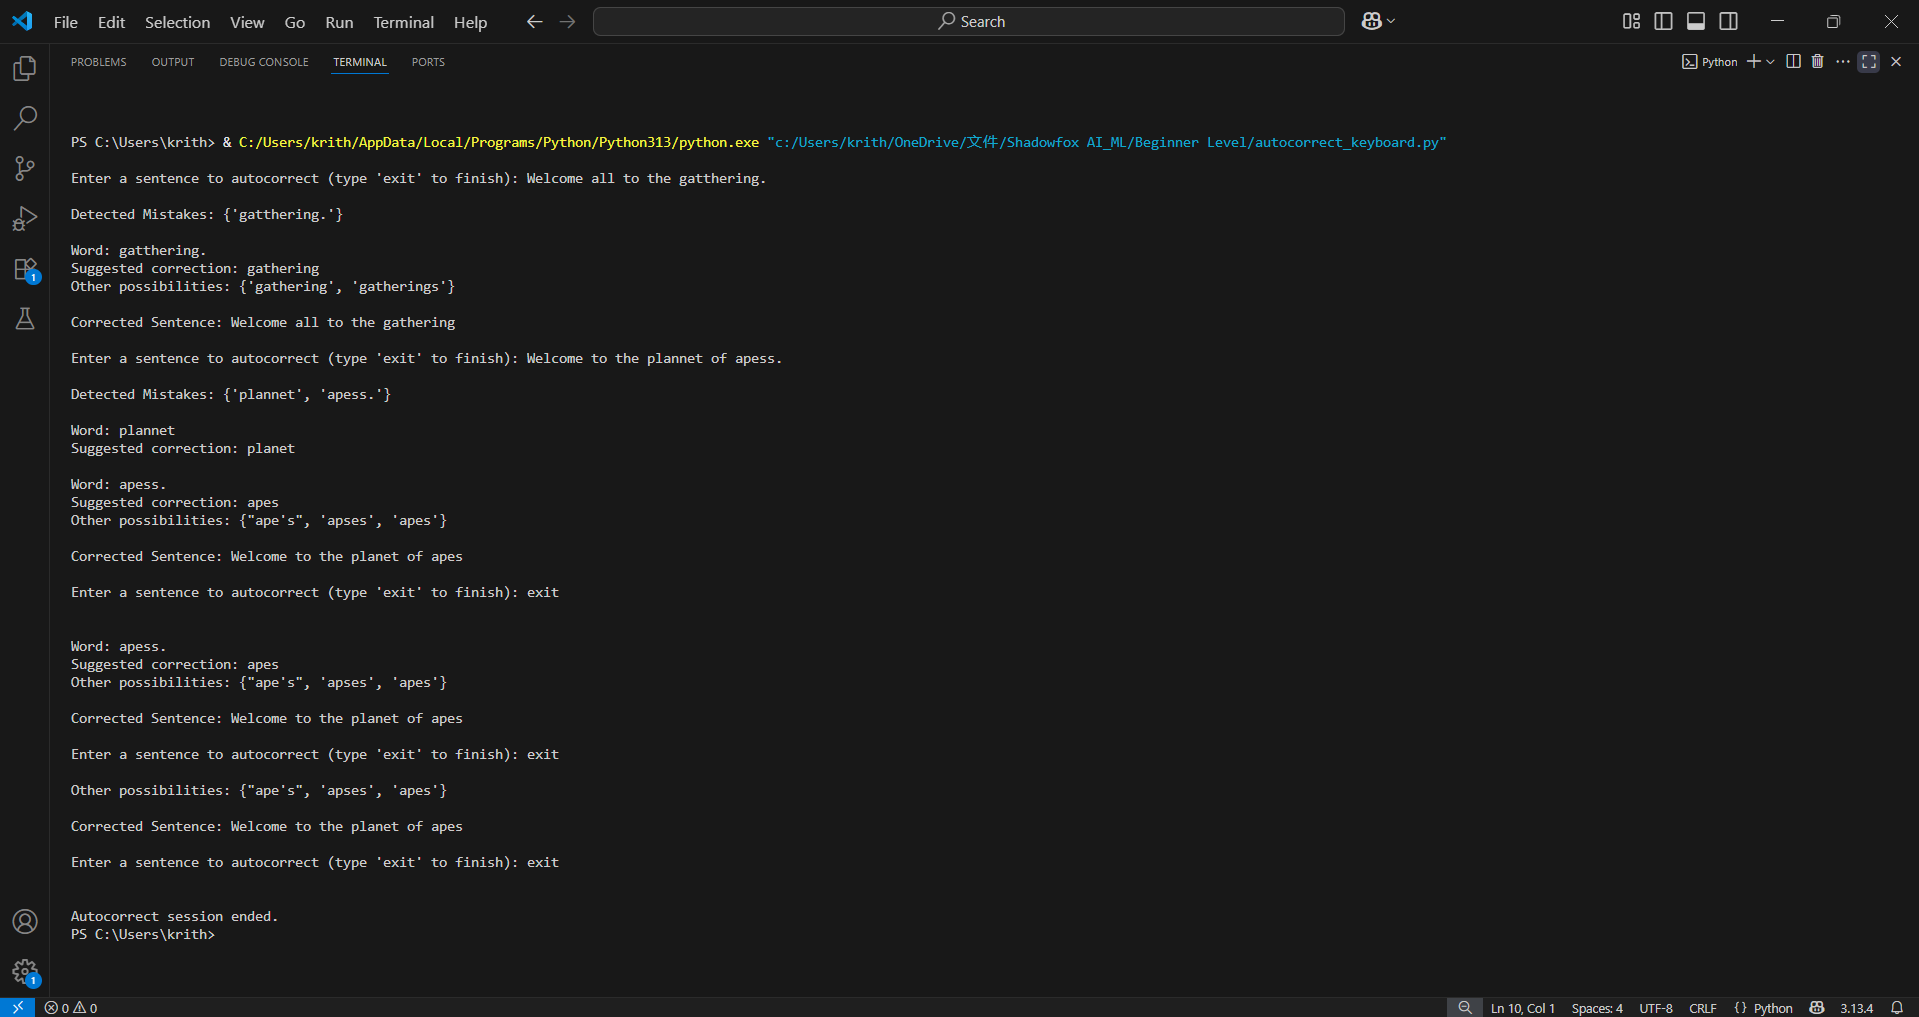 File Edit Selection View Go Run Terminal Help Search
PROBLEMS OUTPUT DEBUG CONSOLE TERMINAL PORTS Python
PS C:\Users\krith> & C:/Users/krith/AppData/Local/Programs/Python/Python313/python.exe "c:/Users/krith/OneDrive/文件/Shadowfox AI_ML/Beginner Level/autocorrect_keyboard.py"
Enter a sentence to autocorrect (type 'exit' to finish): Welcome all to the gatthering.
Detected Mistakes: {'gatthering.'}
Word: gatthering.
Suggested correction: gathering
Other possibilities: {'gathering', 'gatherings'}
Corrected Sentence: Welcome all to the gathering
Enter a sentence to autocorrect (type 'exit' to finish): Welcome to the plannet of apess.
Detected Mistakes: {'plannet', 'apess.'}
Word: plannet
Suggested correction: planet
Word: apess.
Suggested correction: apes
Other possibilities: {"ape's", 'apses', 'apes'}
Corrected Sentence: Welcome to the planet of apes
Enter a sentence to autocorrect (type 'exit' to finish): exit
Word: apess.
Suggested correction: apes
Other possibilities: {"ape's", 'apses', 'apes'}
Corrected Sentence: Welcome to the planet of apes
Enter a sentence to autocorrect (type 'exit' to finish): exit
Other possibilities: {"ape's", 'apses', 'apes'}
Corrected Sentence: Welcome to the planet of apes
Enter a sentence to autocorrect (type 'exit' to finish): exit
Autocorrect session ended.
PS C:\Users\krith>
1
1
0 0 Ln 10, Col 1 Spaces: 4 UTF-8 CRLF {} Python 3.13.4